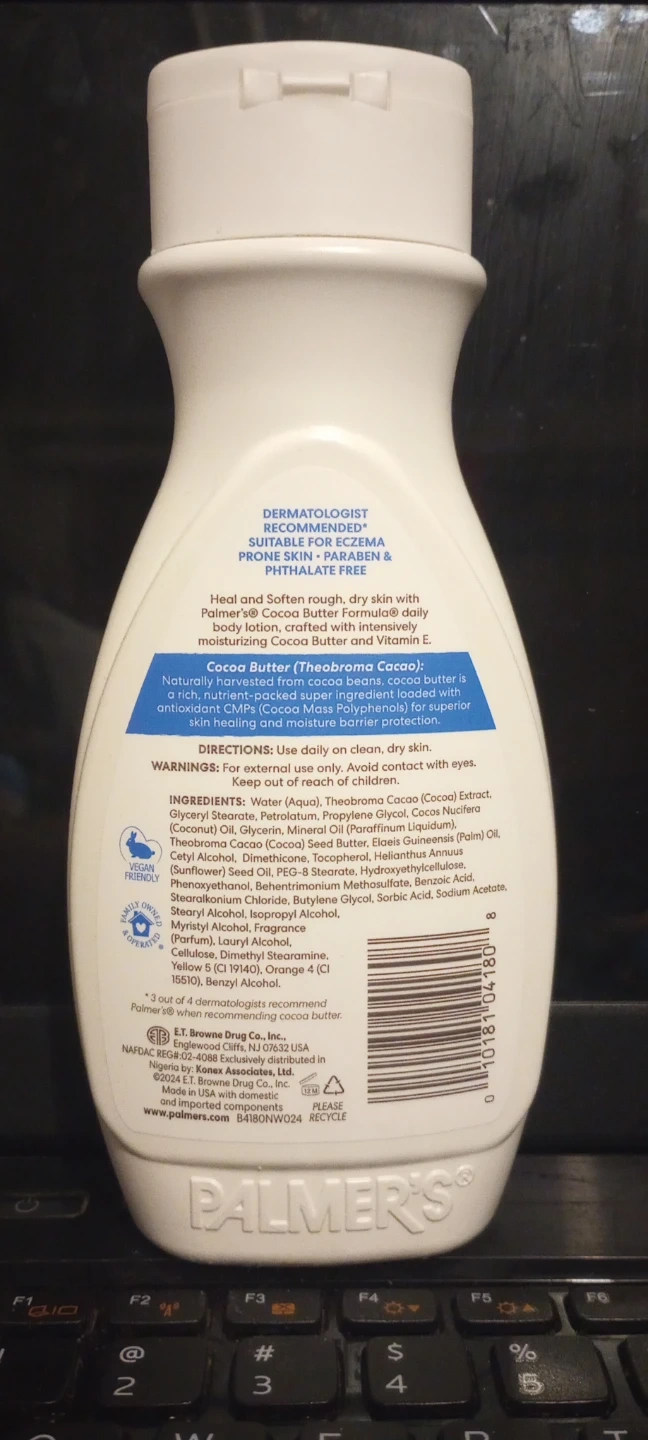 DERMATOLOGIST
RECOMMENDED*
SUITABLE FOR ECZEMA
PRONE SKIN • PARABEN &
PHTHALATE FREE
Heal and Soften rough, dry skin with
Palmer's® Cocoa Butter Formula® daily
body lotion, crafted with intensively
moisturizing Cocoa Butter and Vitamin E.
Cocoa Butter (Theobroma Cacao):
Naturally harvested from cocoa beans, cocoa butter is
a rich, nutrient-packed super ingredient loaded with
antioxidant CMPs (Cocoa Mass Polyphenols) for superior
skin healing and moisture barrier protection.
DIRECTIONS: Use daily on clean, dry skin.
WARNINGS: For external use only. Avoid contact with eyes.
Keep out of reach of children.
INGREDIENTS: Water (Aqua), Theobroma Cacao (Cocoa) Extract,
Glyceryl Stearate, Petrolatum, Propylene Glycol, Cocos Nucifera
(Coconut) Oil, Glycerin, Mineral Oil (Paraffinum Liquidum),
Theobroma Cacao (Cocoa) Seed Butter, Elaeis Guineensis (Palm) Oil,
Cetyl Alcohol, Dimethicone, Tocopherol, Helianthus Annuus
(Sunflower) Seed Oil, PEG-8 Stearate, Hydroxyethylcellulose,
Phenoxyethanol, Behentrimonium Methosulfate, Benzoic Acid,
Stearalkonium Chloride, Butylene Glycol, Sorbic Acid, Sodium Acetate,
Stearyl Alcohol, Isopropyl Alcohol,
Myristyl Alcohol, Fragrance
(Parfum), Lauryl Alcohol,
Cellulose, Dimethyl Stearamine,
Yellow 5 (CI 19140), Orange 4 (CI
15510), Benzyl Alcohol.
VEGAN
FRIENDLY
FAMILY OWNED
& OPERATED®
*3 out of 4 dermatologists recommend
Palmer's® when recommending cocoa butter.
ETB
E.T. Browne Drug Co., Inc.,
Englewood Cliffs, NJ 07632 USA
NAFDAC REG#:02-4088 Exclusively distributed in
Nigeria by: Konex Associates, Ltd.
©2024 E.T. Browne Drug Co., Inc.
Made in USA with domestic
and imported components
www.palmers.com B4180NW024
12 M
PLEASE
RECYCLE
0 10181 04180 8
PALMER'S®
F1 F2 F3 F4 F5 F6
@ # $ %
2 3 4 5